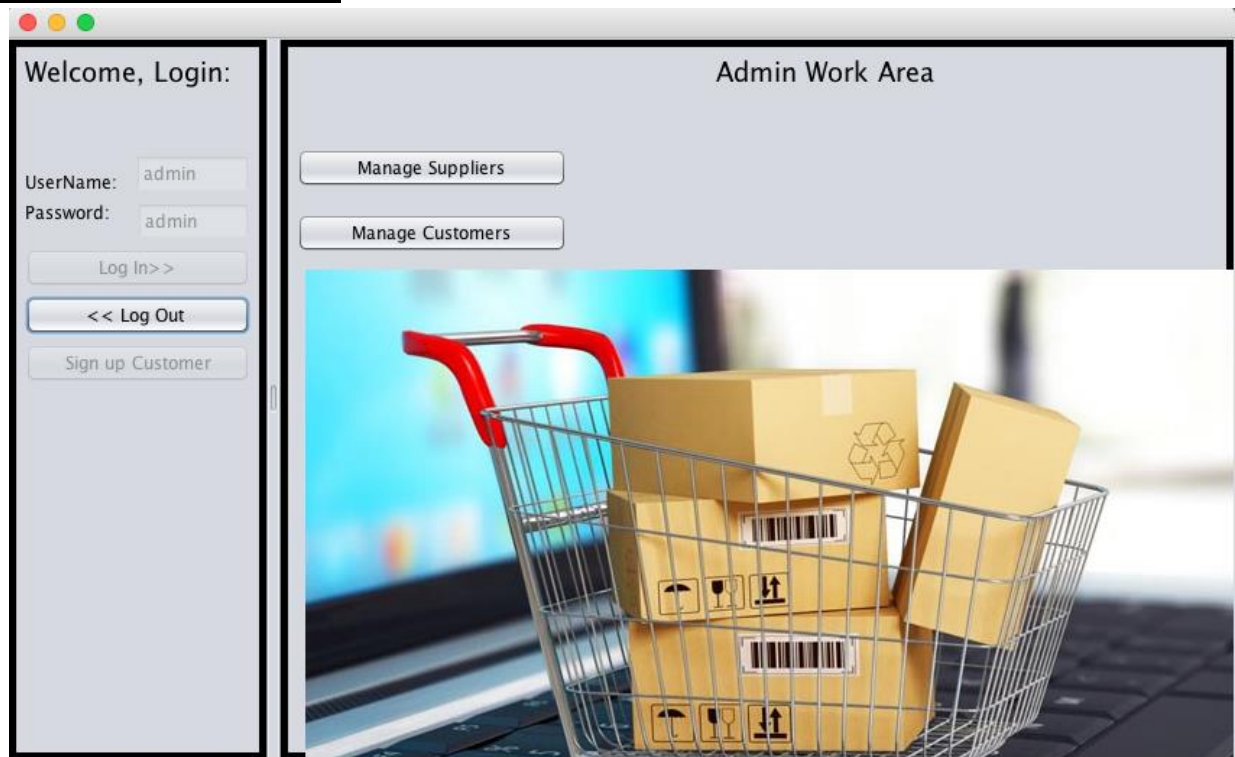 Welcome, Login:
UserName:
admin
Password:
admin
Log In>>
<< Log Out
Sign up Customer
Admin Work Area
Manage Suppliers
Manage Customers